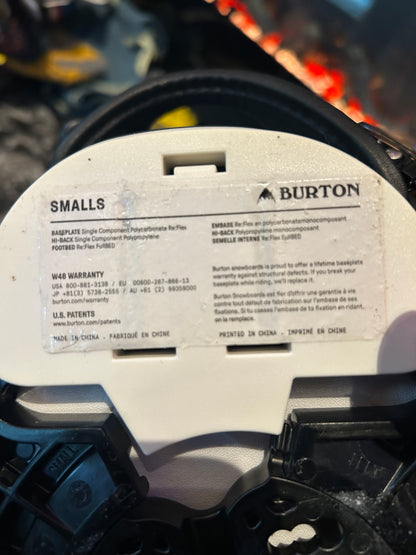 SMALLS
BURTON
BASEPLATE Single Component Polycarbonate Re:Flex
HI-BACK Single Component Polypropylene
FOOTBED Re:Flex FullBED
EMBASE Re:Flex en polycarbonatemonocomposant
HI-BACK Polypropylène monocomposant
SEMELLE INTERNE Re:Flex FullBED
W48 WARRANTY
USA 800-881-3138 / EU 00800-287-866-13
JP +81(3) 5738-2555 / AU +61 (2) 99358000
burton.com/warranty
U.S. PATENTS
www.burton.com/patents
Burton snowboards is proud to offer a lifetime baseplate
warranty against structural defects. If you break your
baseplate while riding, we'll replace it.
Burton Snowboards est fier d'offrir une garantie à vie
contre tout defaut de fabrication sur l'embase de ses
fixations. Si tu casses l'embase de ta fixation en ridant,
on la remplace.
MADE IN CHINA - FABRIQUÉ EN CHINE
PRINTED IN CHINA - IMPRIMÉ EN CHINE